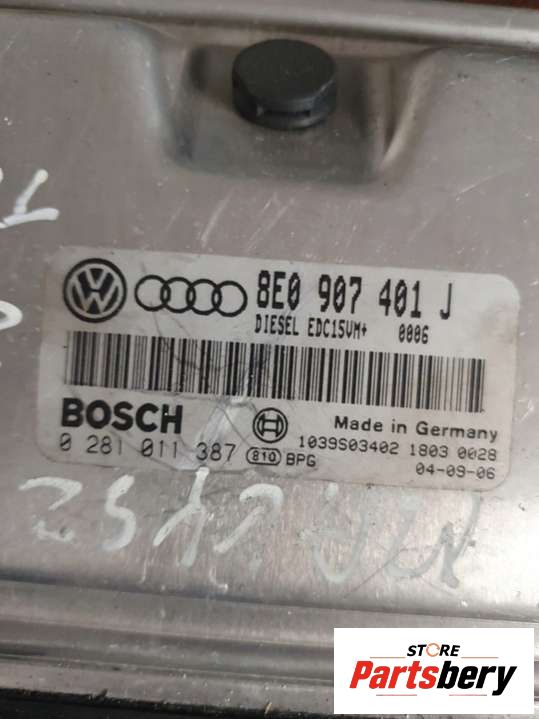 8E0 907 401 J
DIESEL EDC15VM+ 0006
BOSCH
Made in Germany
0 281 011 387 810 BPG
1039S03402 1803 0028
04-09-06
STORE
Partsbery